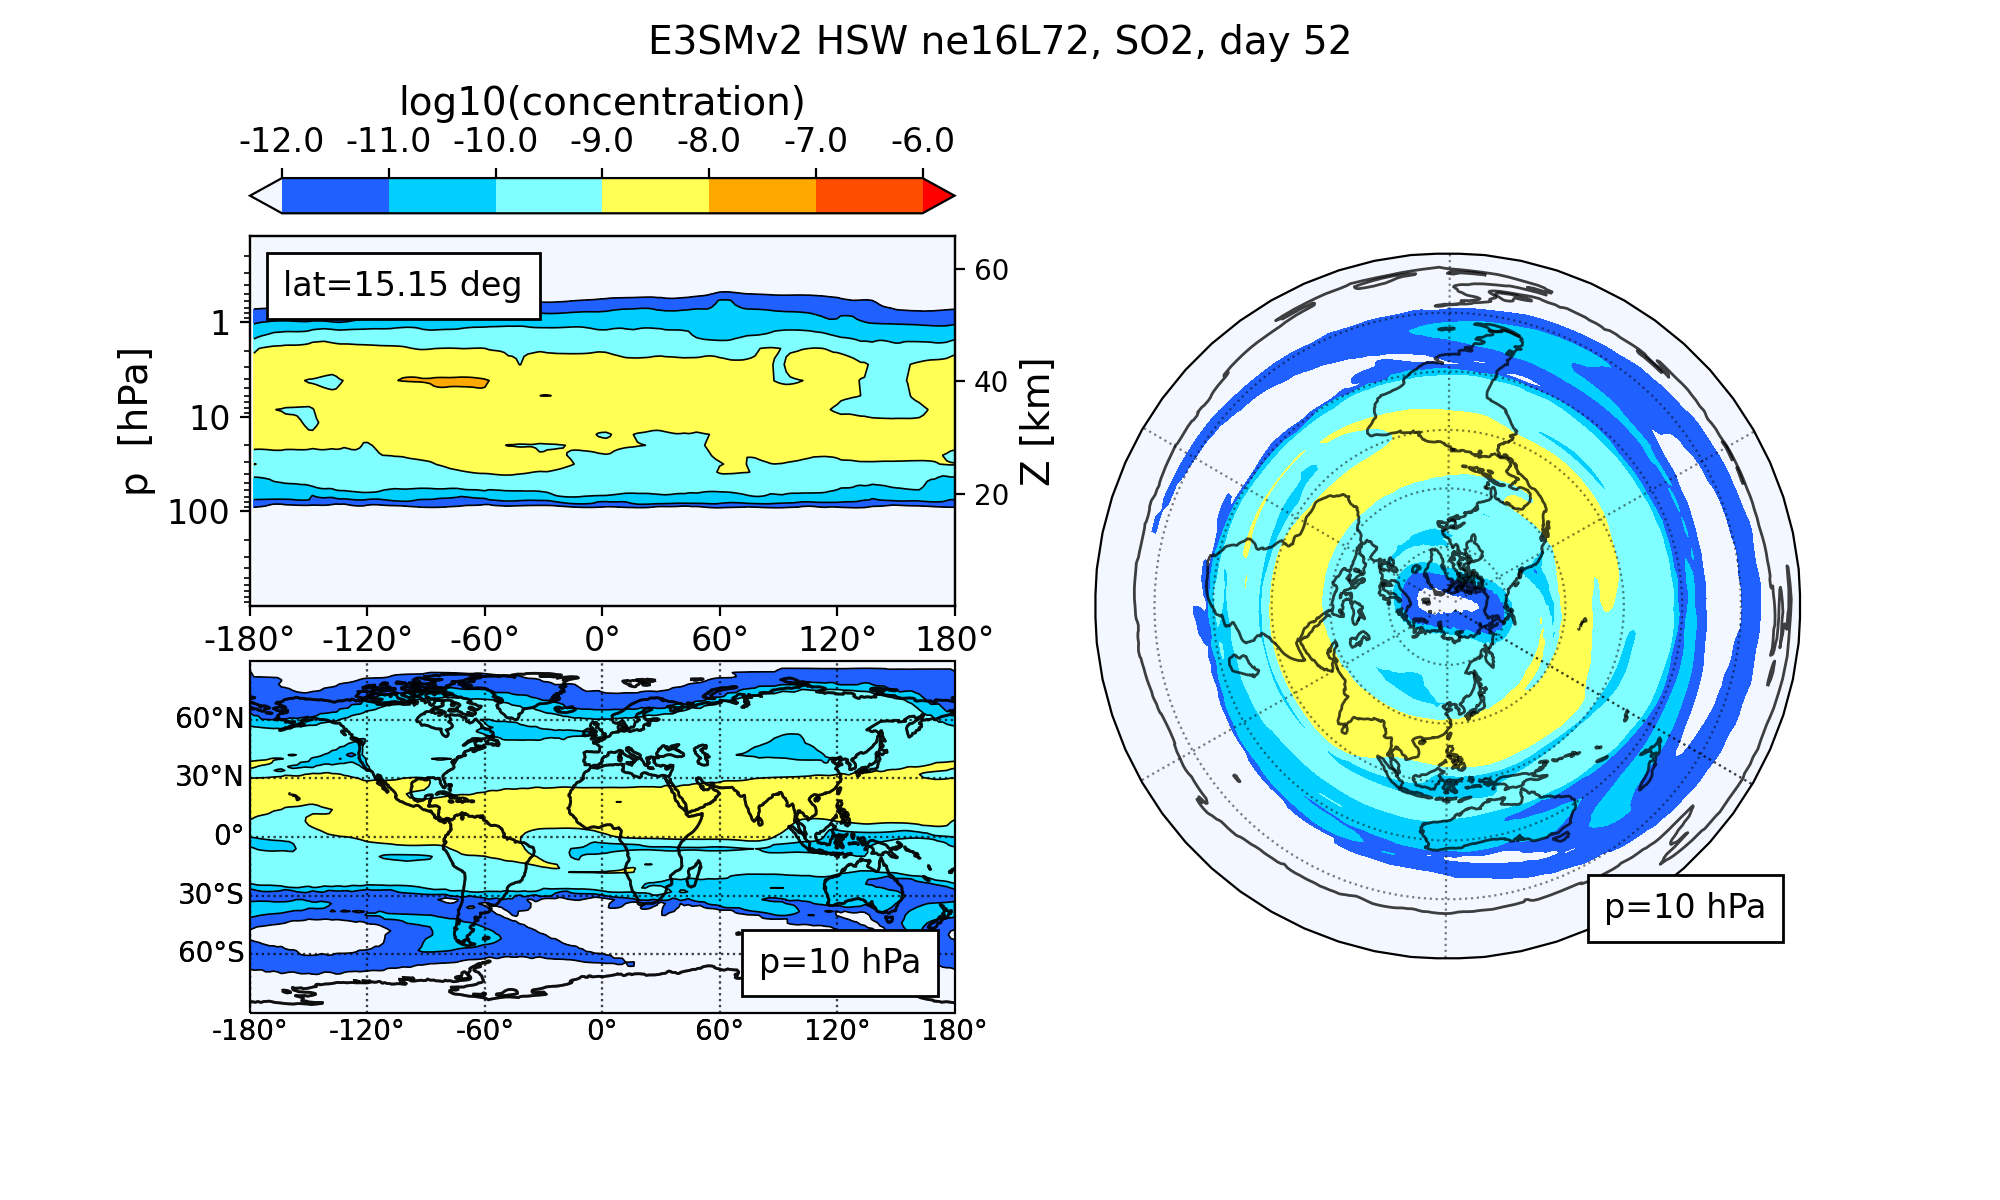 E3SMv2 HSW ne16L72, SO2, day 52
log10(concentration)
-12.0 -11.0 -10.0 -9.0 -8.0 -7.0 -6.0
lat=15.15 deg
p [hPa]
1
10
100
Z [km]
60
40
20
-180° -120° -60° 0° 60° 120° 180°
60°N
30°N
0°
30°S
60°S
p=10 hPa
-180° -120° -60° 0° 60° 120° 180°
p=10 hPa